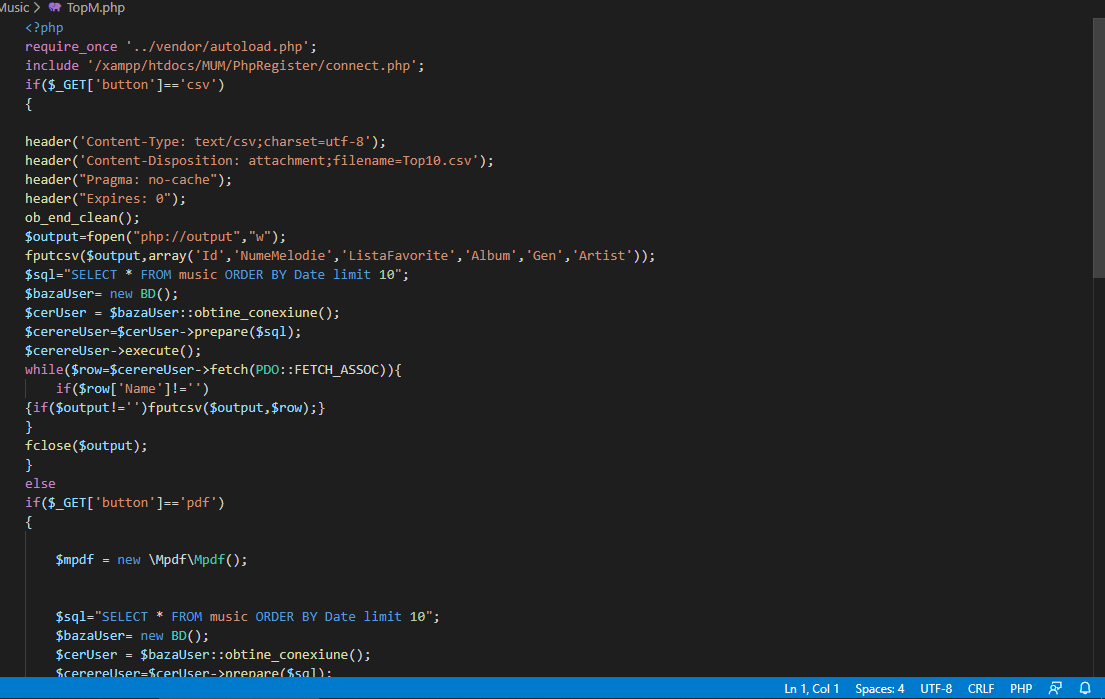 Music > TopM.php
<?php
require_once '../vendor/autoload.php';
include '/xampp/htdocs/MUM/PhpRegister/connect.php';
if($_GET['button']=='csv')
{
header('Content-Type: text/csv;charset=utf-8');
header('Content-Disposition: attachment;filename=Top10.csv');
header("Pragma: no-cache");
header("Expires: 0");
ob_end_clean();
$output=fopen("php://output","w");
fputcsv($output,array('Id','NumeMelodie','ListaFavorite','Album','Gen','Artist'));
$sql="SELECT * FROM music ORDER BY Date limit 10";
$bazaUser= new BD();
$cerUser = $bazaUser::obtine_conexiune();
$cerereUser=$cerUser->prepare($sql);
$cerereUser->execute();
while($row=$cerereUser->fetch(PDO::FETCH_ASSOC)){
    if($row['Name']!='')
{if($output!='')fputcsv($output,$row);}
}
fclose($output);
}
else
if($_GET['button']=='pdf')
{
    $mpdf = new \Mpdf\Mpdf();
    $sql="SELECT * FROM music ORDER BY Date limit 10";
    $bazaUser= new BD();
    $cerUser = $bazaUser::obtine_conexiune();
    $cerereUser=$cerUser->prepare($sql);
Ln 1, Col 1 Spaces: 4 UTF-8 CRLF PHP